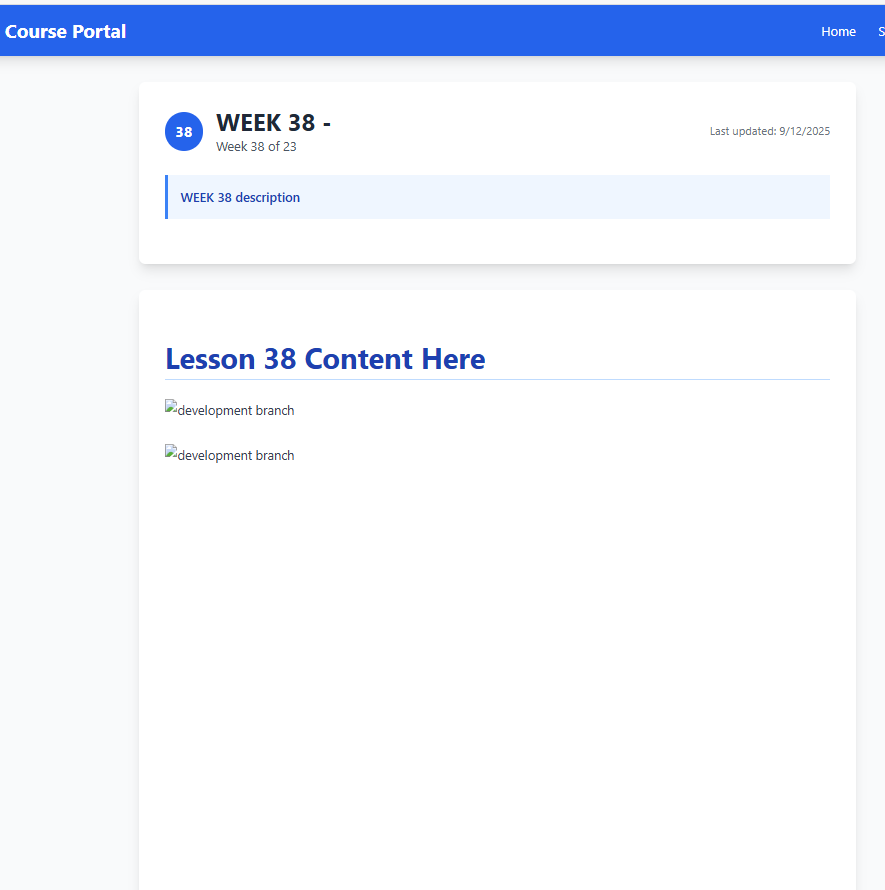 Course Portal
Home
S
38
WEEK 38 -
Week 38 of 23
Last updated: 9/12/2025
WEEK 38 description
Lesson 38 Content Here
development branch
development branch